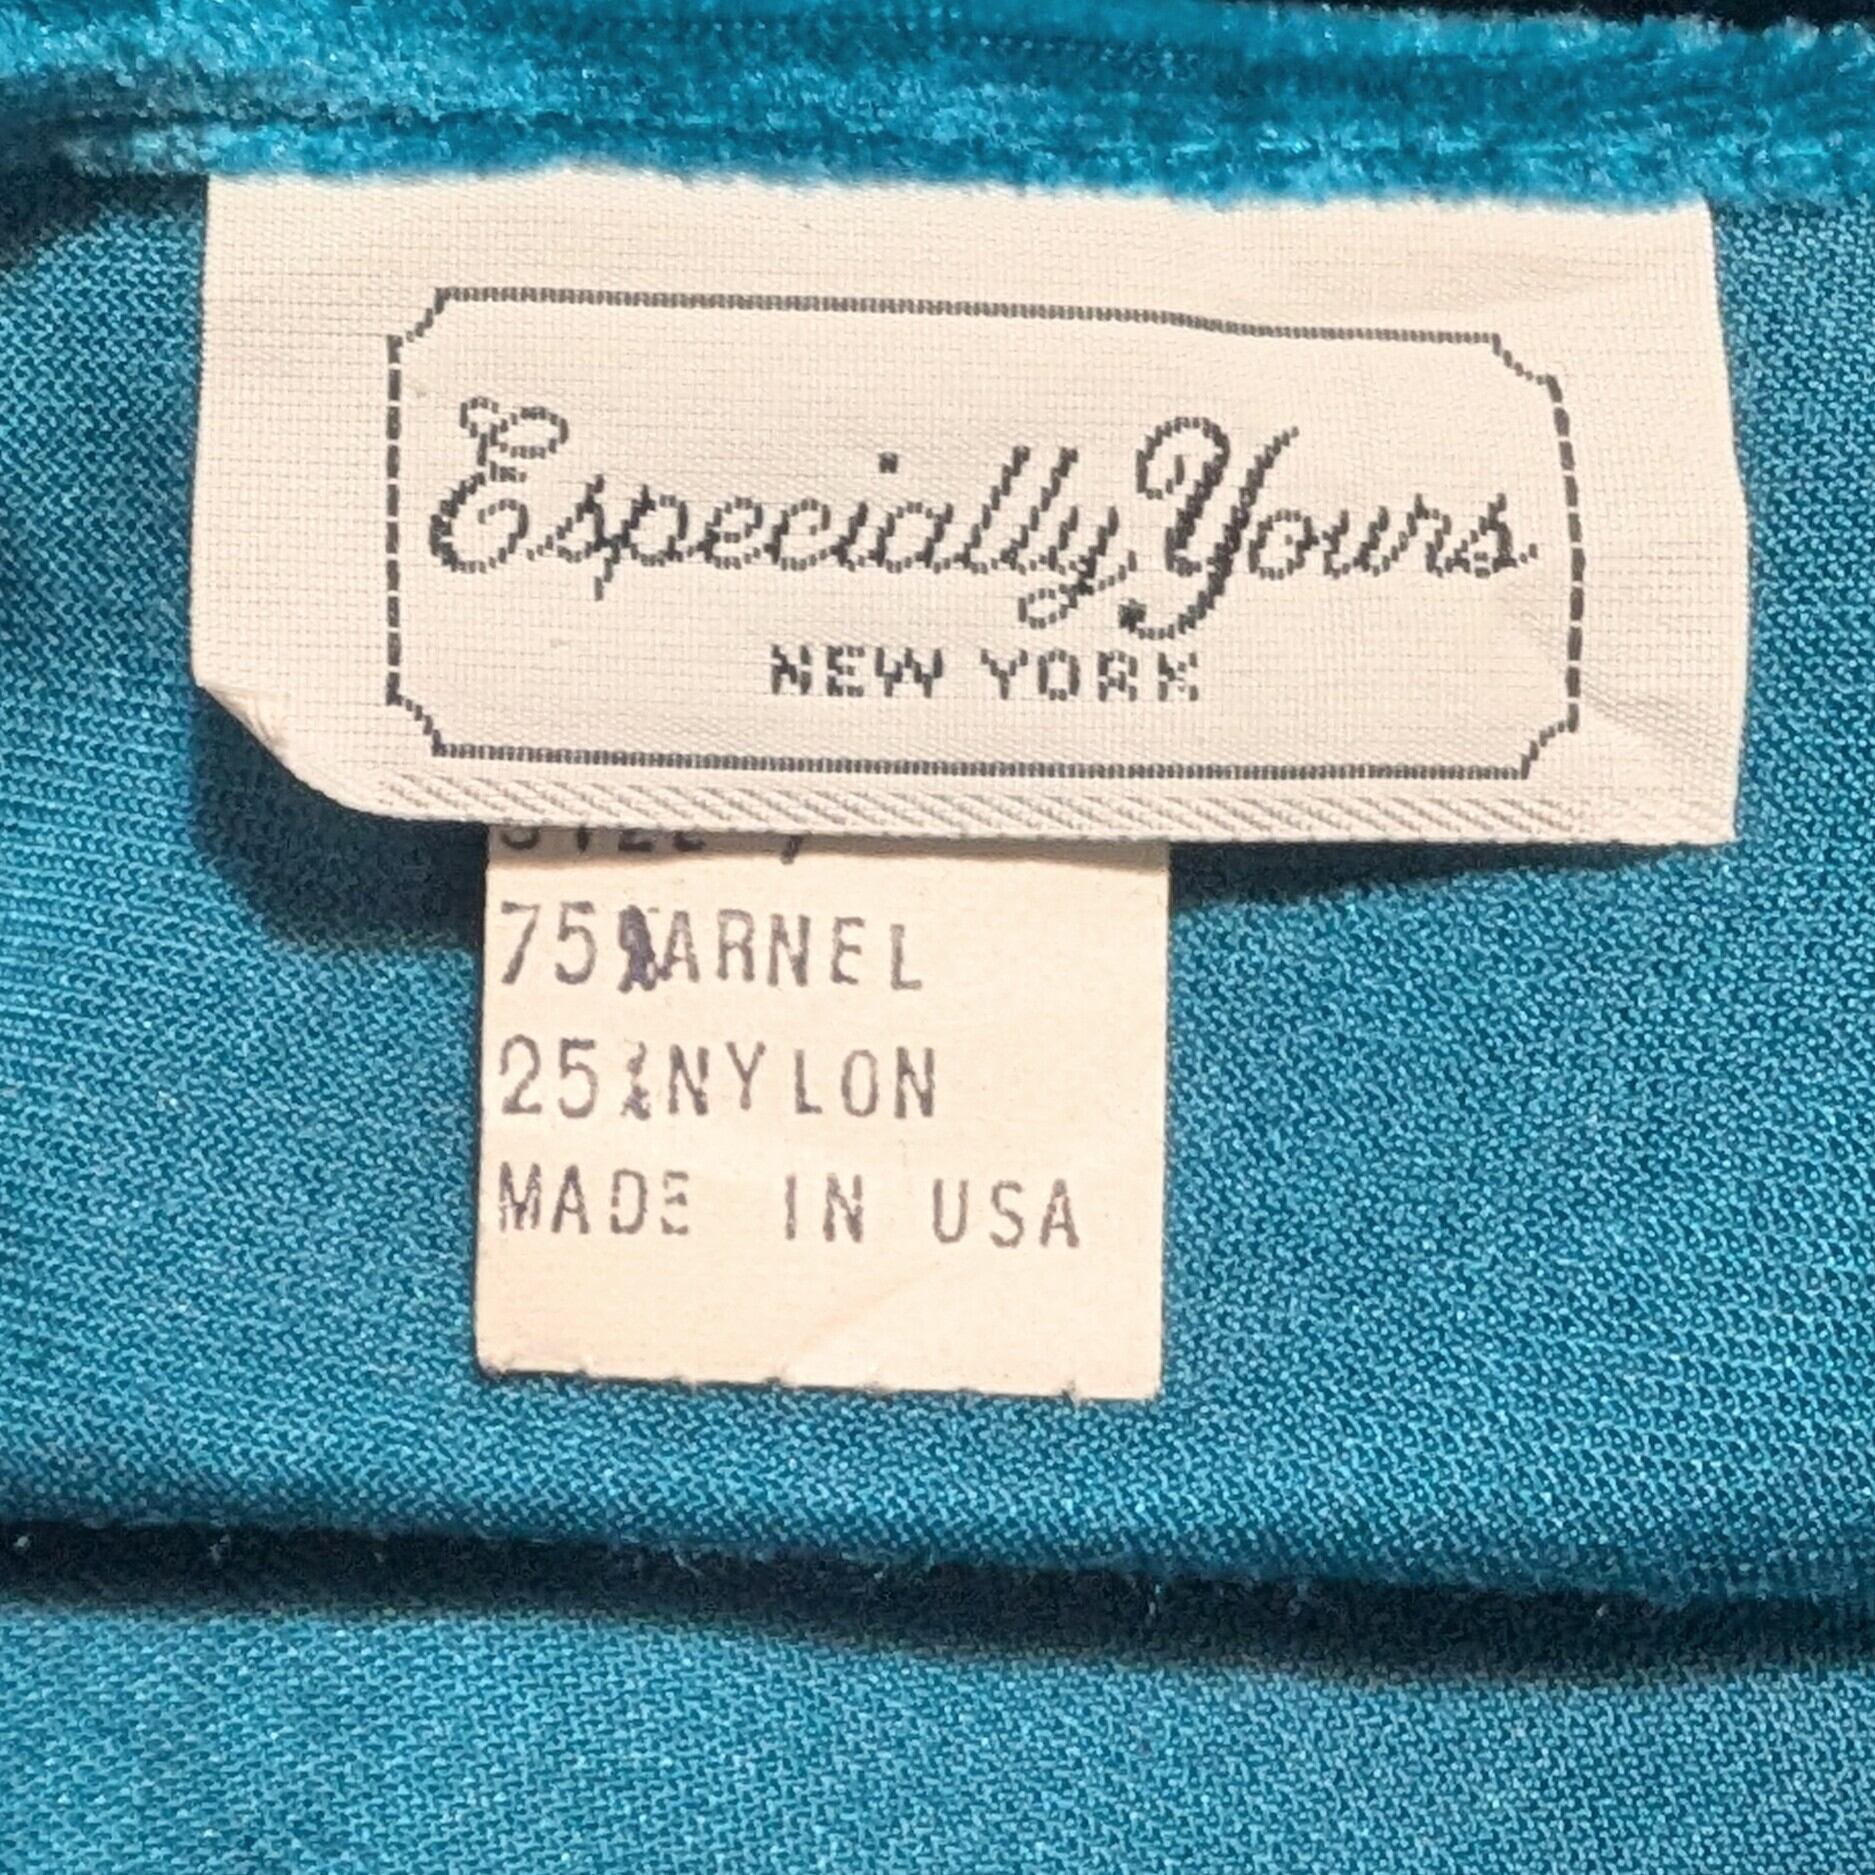 Especially Yours
NEW YORK
75% ARNEL
25% NYLON
MADE IN USA